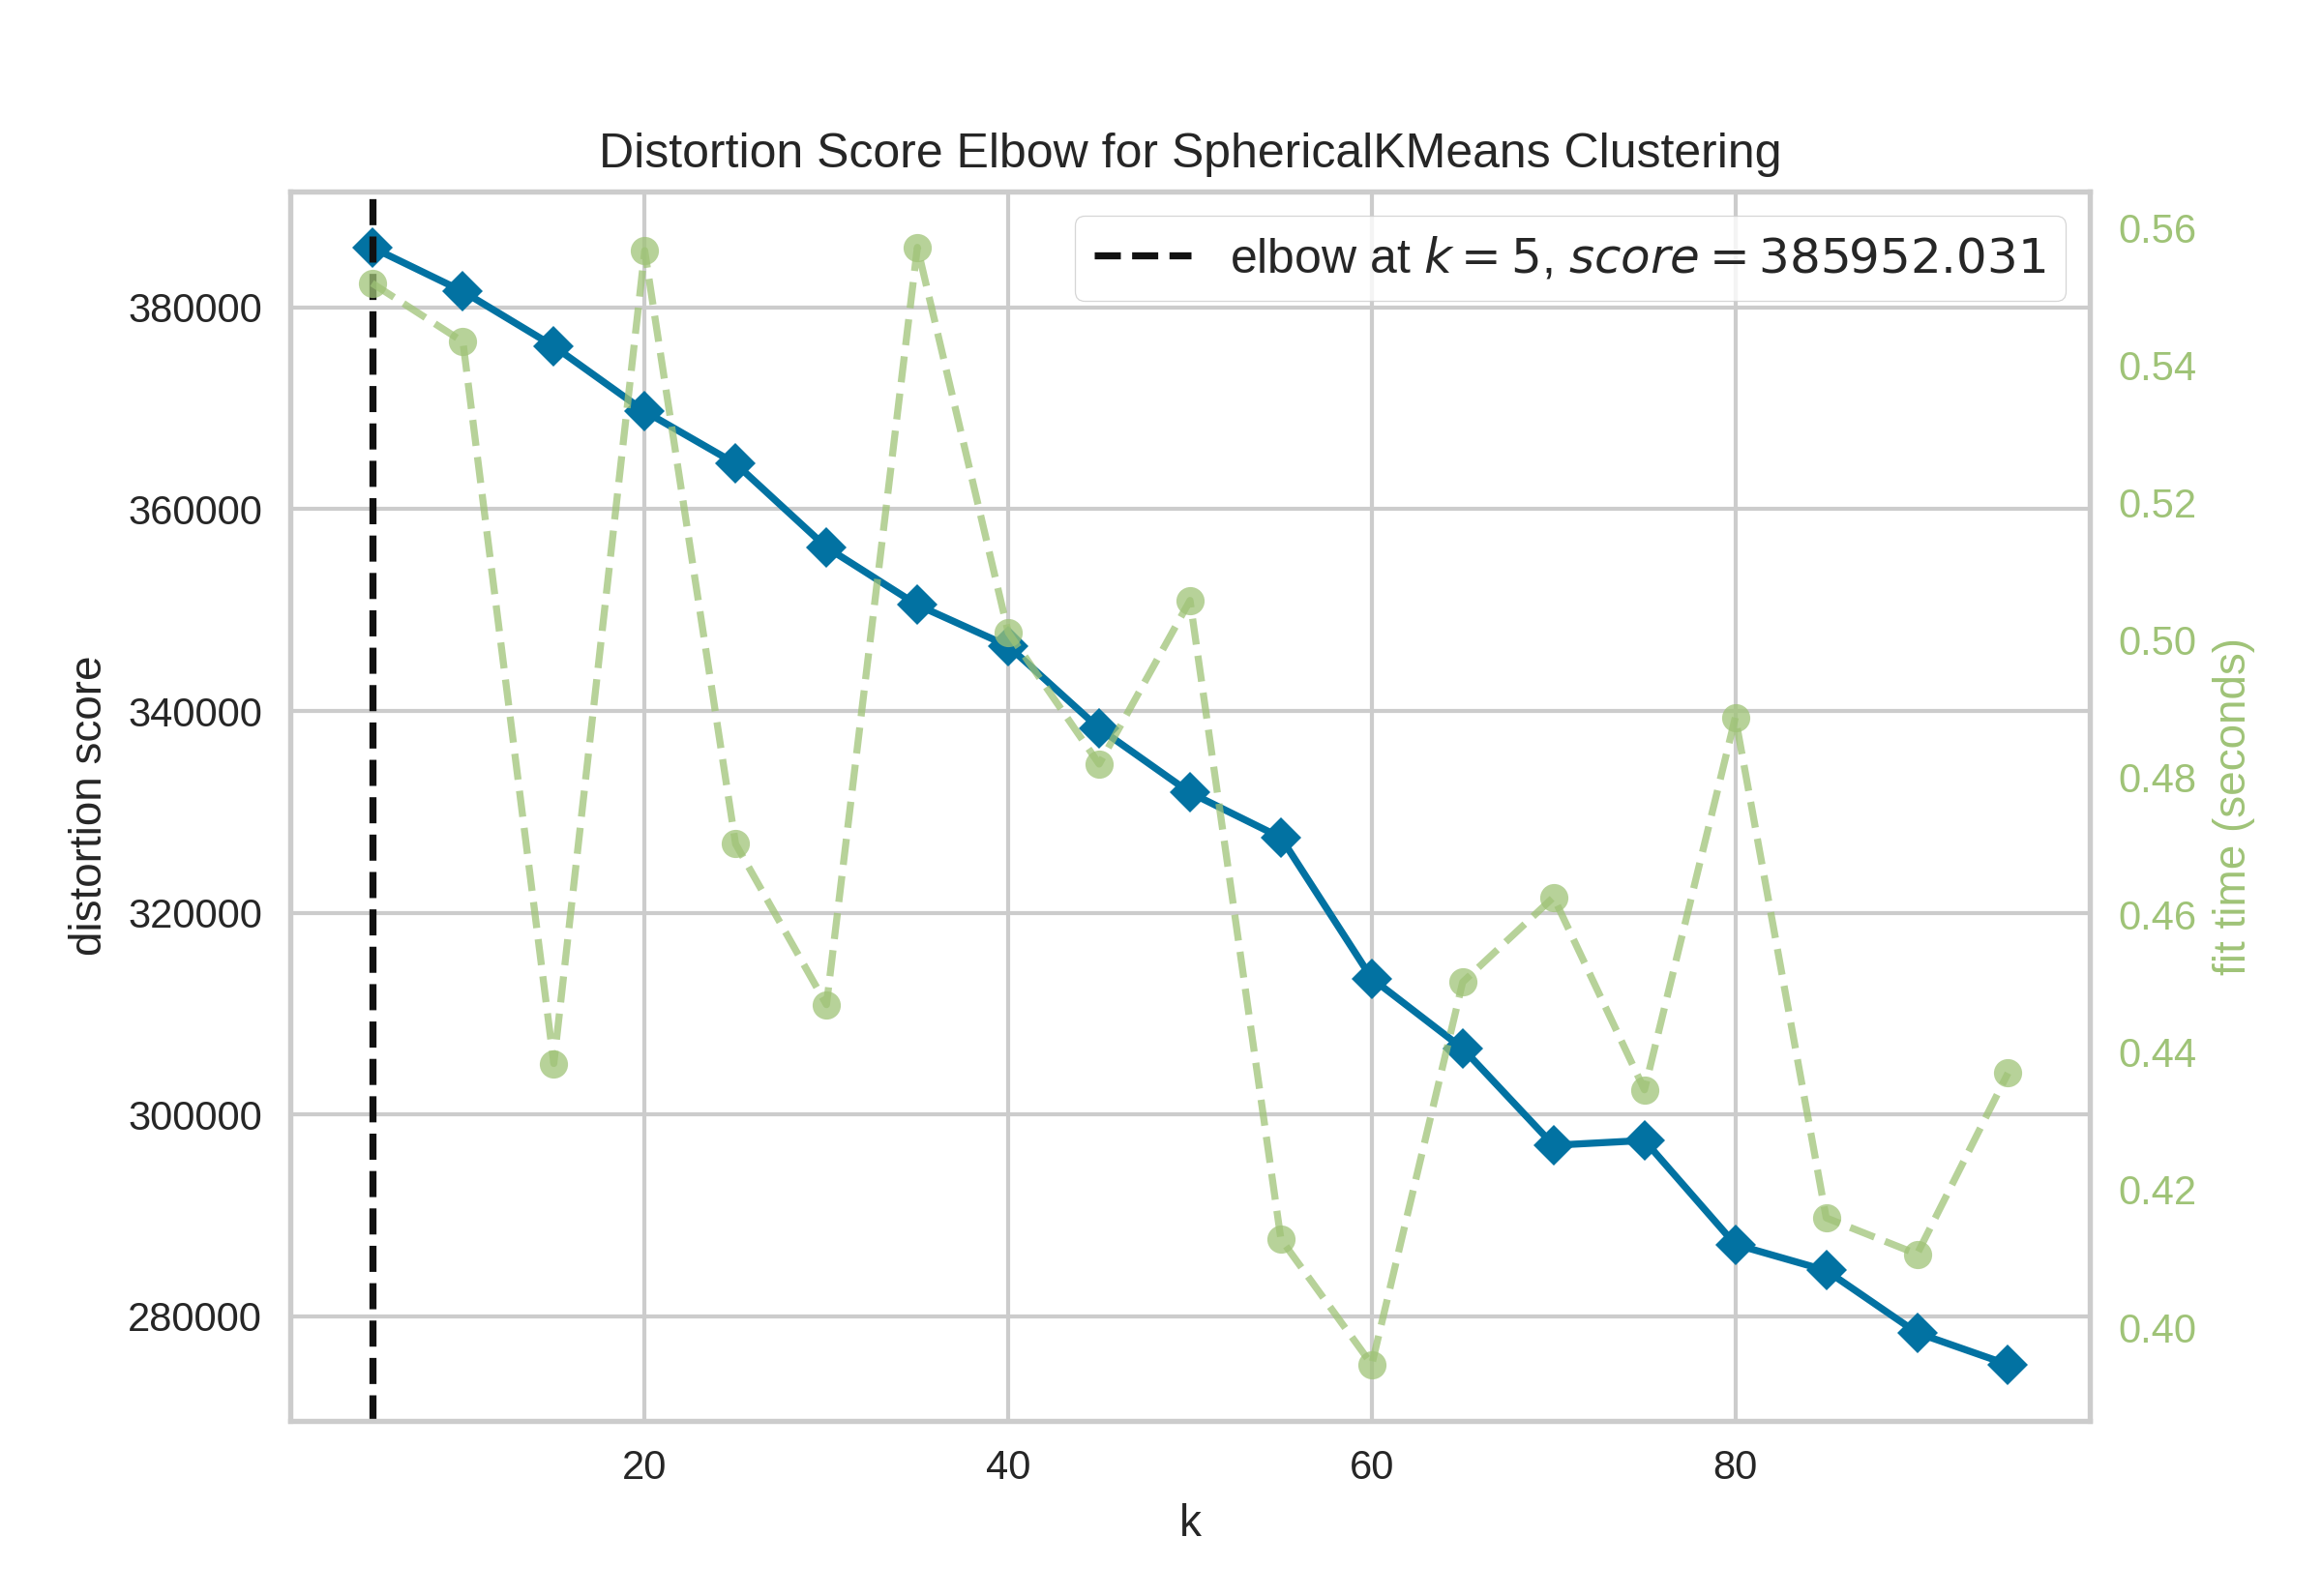 Distortion Score Elbow for SphericalKMeans Clustering
elbow at k = 5, score = 385952.031
380000
360000
340000
320000
300000
280000
distortion score
0.56
0.54
0.52
0.50
0.48
0.46
0.44
0.42
0.40
fit time (seconds)
20 40 60 80
k